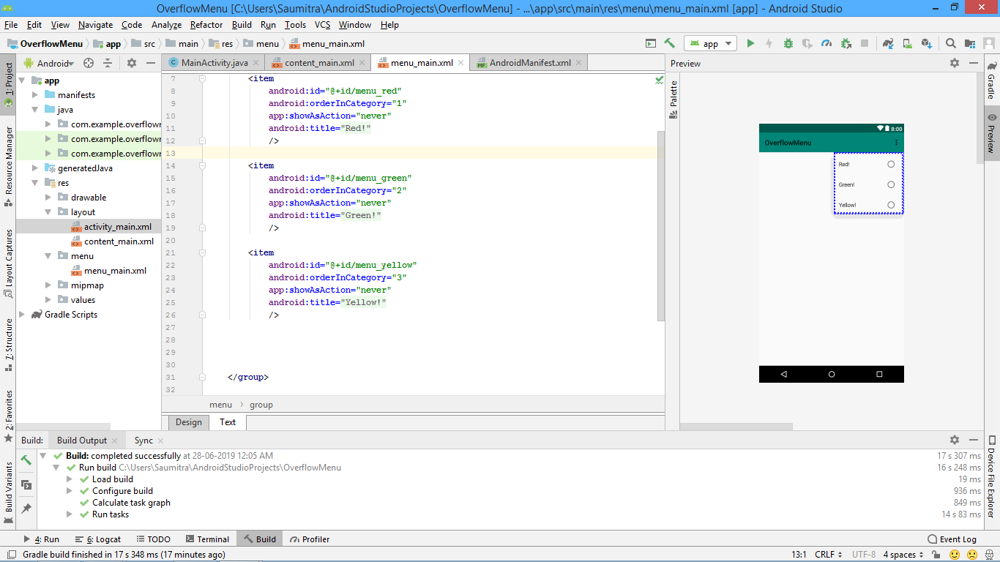 OverflowMenu [C:\Users\Saumitra\AndroidStudioProjects\OverflowMenu] - ...\app\src\main\res\menu\menu_main.xml [app] - Android Studio
File Edit View Navigate Code Analyze Refactor Build Run Tools VCS Window Help
OverflowMenu app src main res menu menu_main.xml
app
1: Project
Resource Manager
Layout Captures
7: Structure
2: Favorites
Build Variants
Android
app
manifests
java
com.example.overflow
com.example.overflow
com.example.overflow
generatedJava
res
drawable
layout
activity_main.xml
content_main.xml
menu
menu_main.xml
mipmap
values
Gradle Scripts
MainActivity.java content_main.xml menu_main.xml AndroidManifest.xml
7 <item
8 android:id="@+id/menu_red"
9 android:orderInCategory="1"
10 app:showAsAction="never"
11 android:title="Red!"
12 />
13
14 <item
15 android:id="@+id/menu_green"
16 android:orderInCategory="2"
17 app:showAsAction="never"
18 android:title="Green!"
19 />
20
21 <item
22 android:id="@+id/menu_yellow"
23 android:orderInCategory="3"
24 app:showAsAction="never"
25 android:title="Yellow!"
26 />
27
28
29
30
31 </group>
32
menu group
Design Text
Preview
Palette
8:00
OverflowMenu
Red!
Green!
Yellow!
Gradle
Preview
Device File Explorer
Build: Build Output Sync
Build: completed successfully at 28-06-2019 12:05 AM 17 s 307 ms
Run build C:\Users\Saumitra\AndroidStudioProjects\OverflowMenu 16 s 248 ms
Load build 19 ms
Configure build 936 ms
Calculate task graph 849 ms
Run tasks 14 s 83 ms
4: Run 6: Logcat TODO Terminal Build Profiler Event Log
Gradle build finished in 17 s 348 ms (17 minutes ago) 13:1 CRLF UTF-8 4 spaces